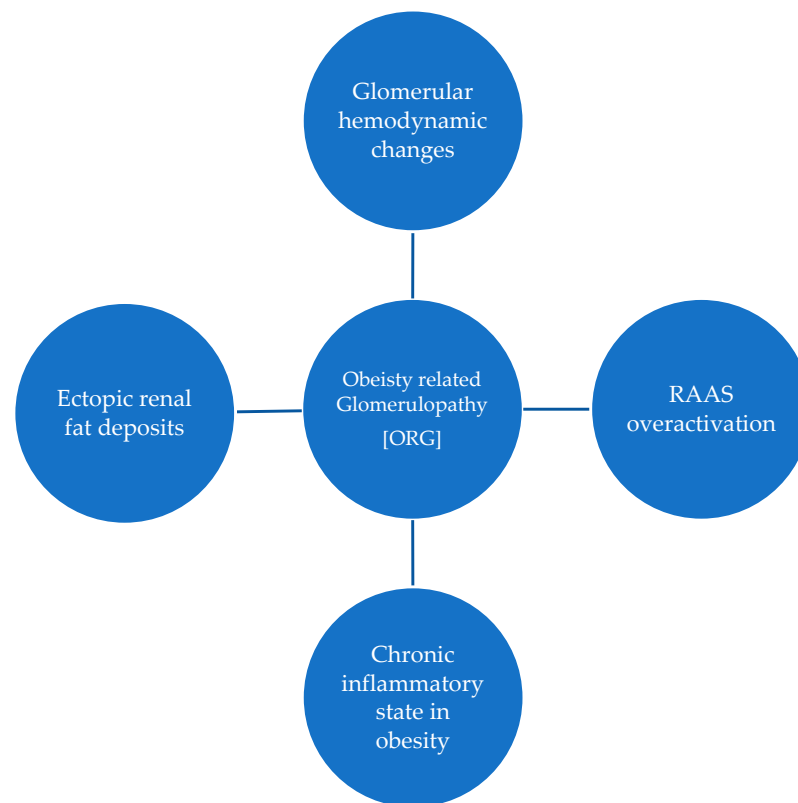 Glomerular
hemodynamic
changes
Ectopic renal
fat deposits
Obeisty related
Glomerulopathy
[ORG]
RAAS
overactivation
Chronic
inflammatory
state in
obesity